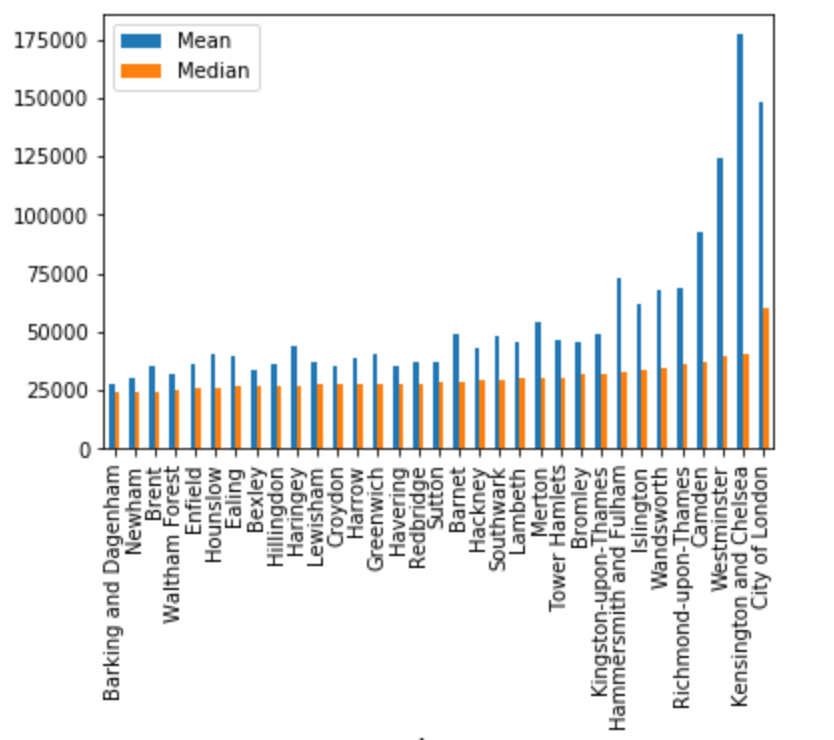 175000
150000
125000
100000
75000
50000
25000
0
Mean
Median
Barking and Dagenham
Newham
Brent
Waltham Forest
Enfield
Hounslow
Ealing
Bexley
Hillingdon
Haringey
Lewisham
Croydon
Harrow
Greenwich
Havering
Redbridge
Sutton
Barnet
Hackney
Southwark
Lambeth
Merton
Tower Hamlets
Bromley
Kingston-upon-Thames
Hammersmith and Fulham
Islington
Wandsworth
Richmond-upon-Thames
Camden
Westminster
Kensington and Chelsea
City of London